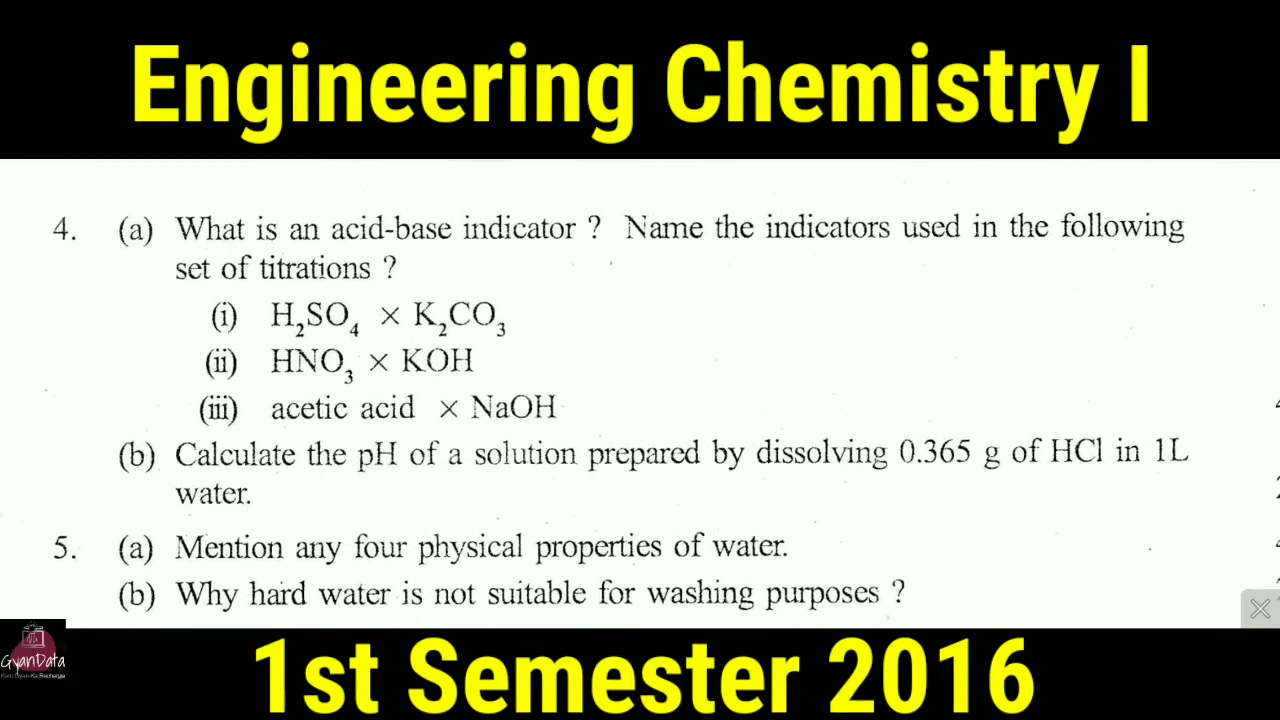 Engineering Chemistry I
4. (a) What is an acid-base indicator ? Name the indicators used in the following
set of titrations ?
(i) H₂SO₄ × K₂CO₃
(ii) HNO₃ × KOH
(iii) acetic acid × NaOH
(b) Calculate the pH of a solution prepared by dissolving 0.365 g of HCl in 1L
water.
5. (a) Mention any four physical properties of water.
(b) Why hard water is not suitable for washing purposes ?
GyanData
1st Semester 2016